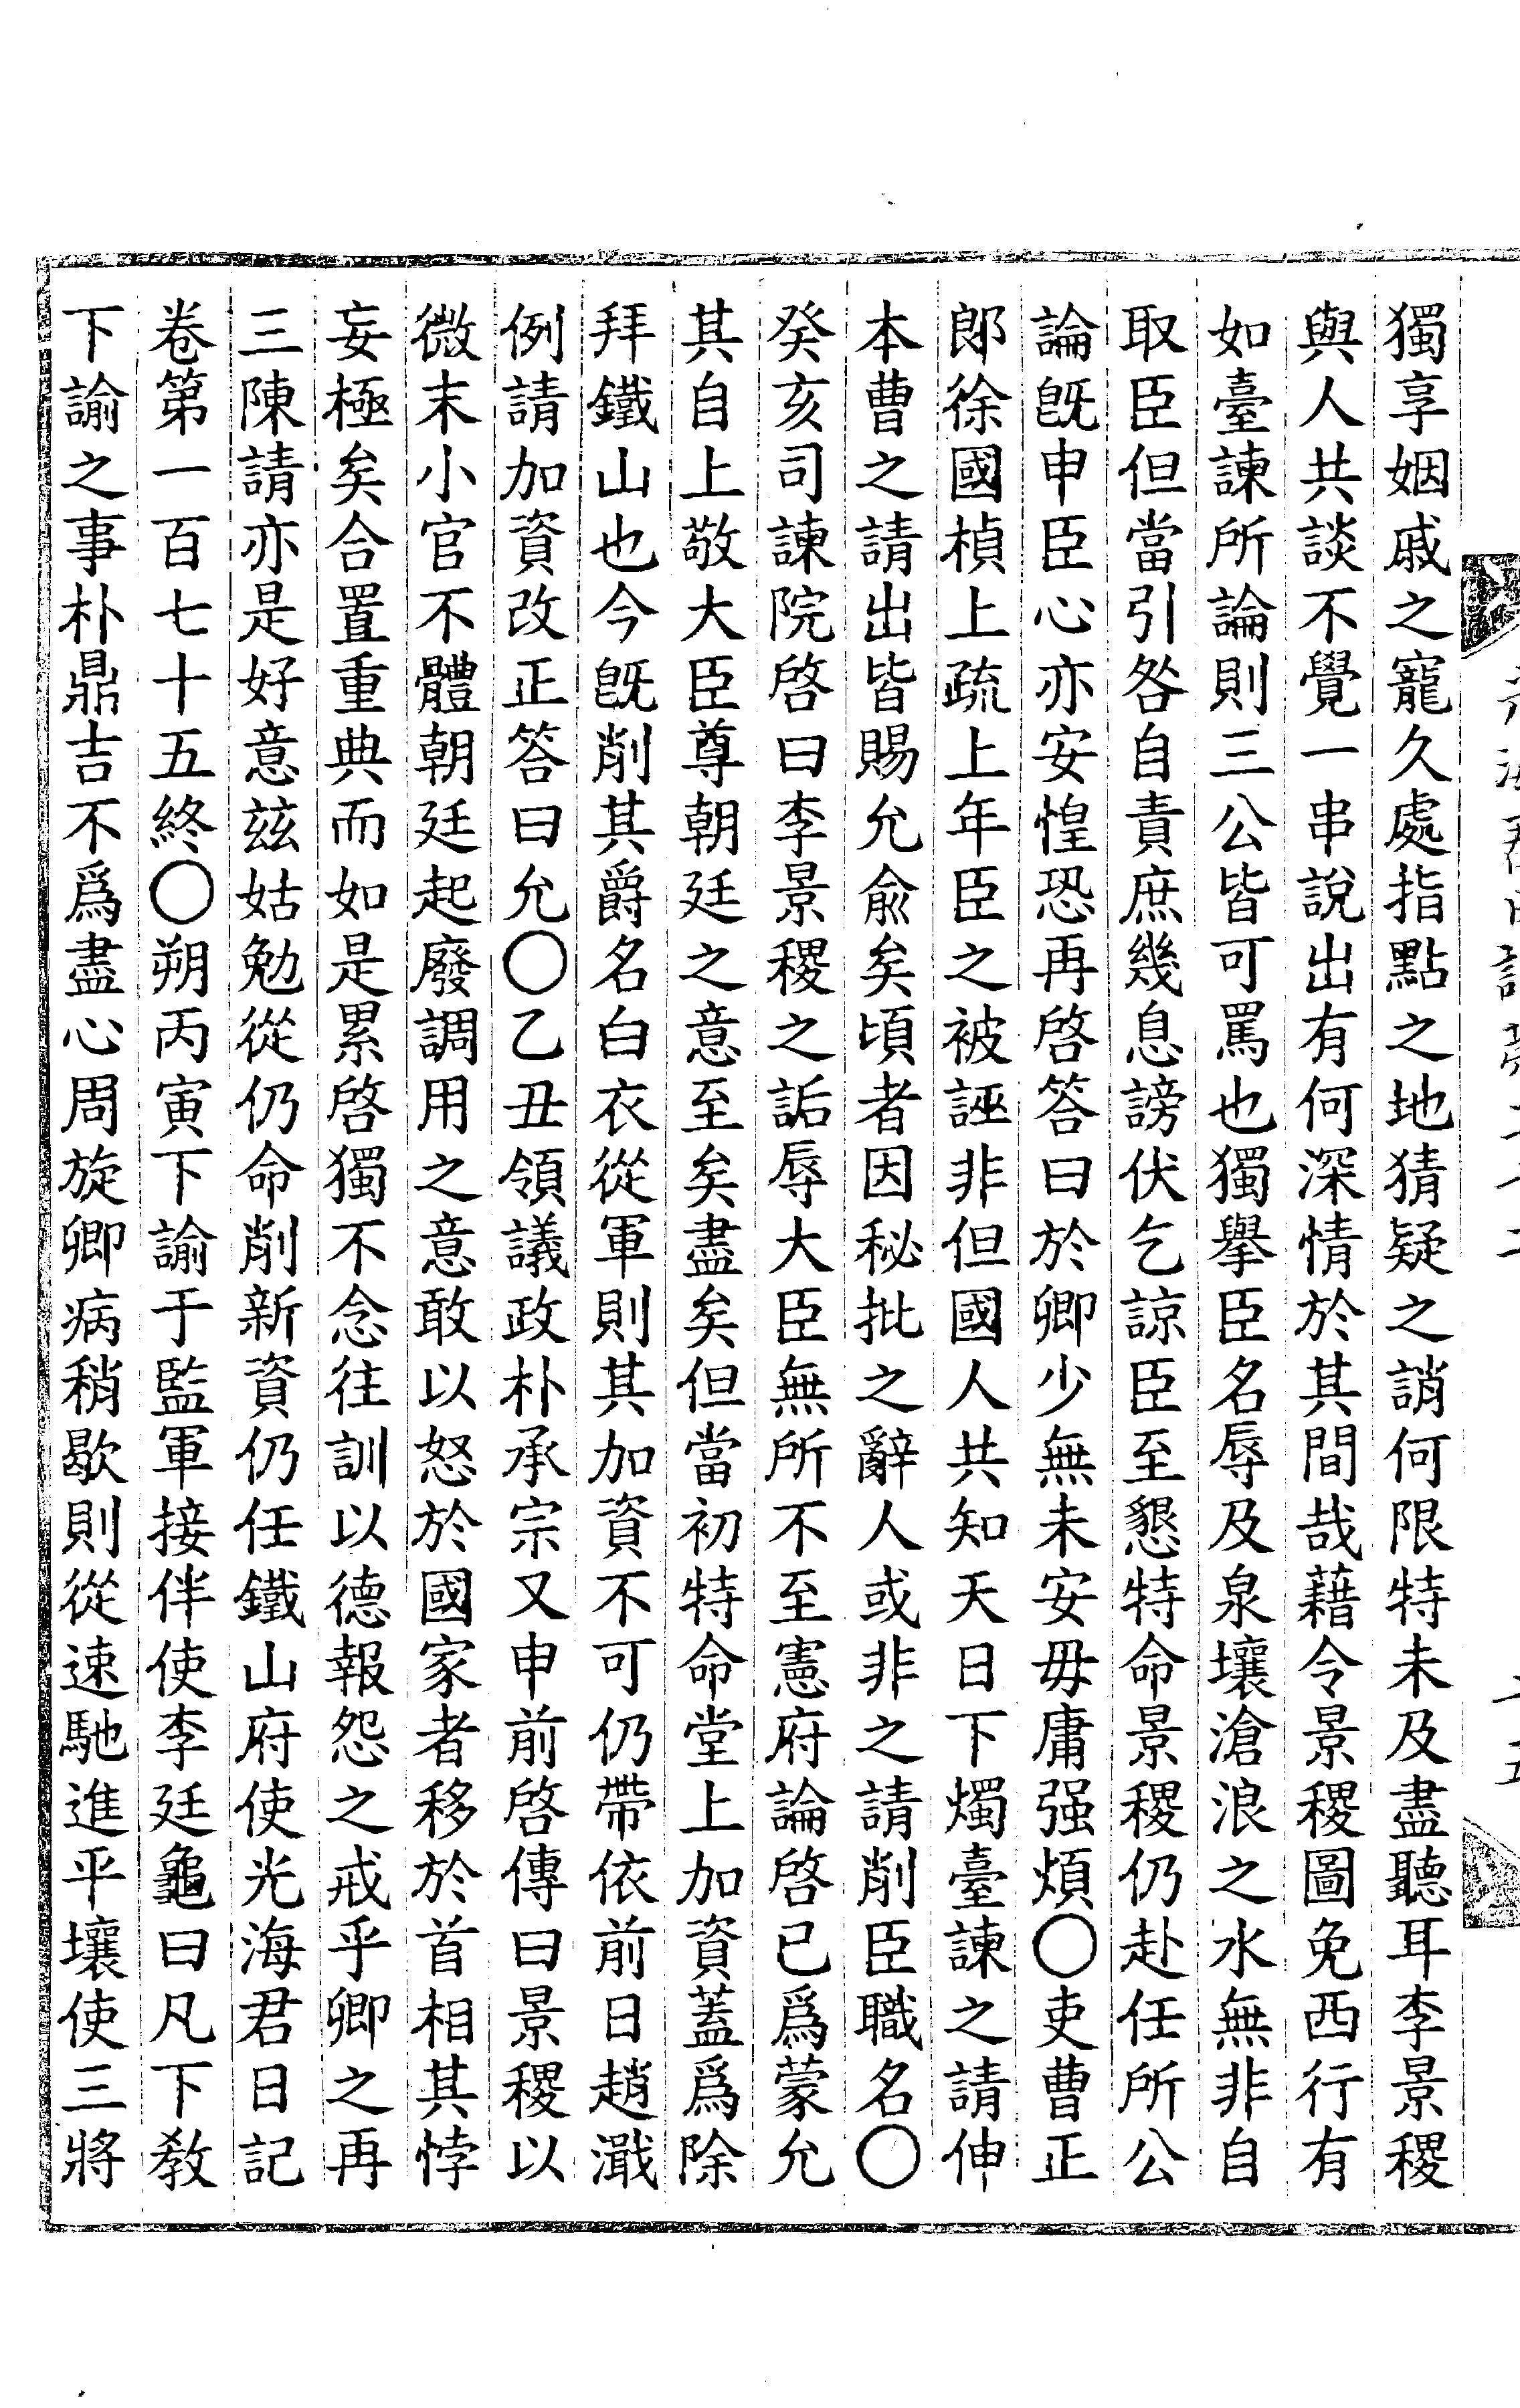 獨享姻戚之寵久處指點之地猜疑之誚何限特未及盡聽耳李景稷
與人共談不覺一串說出有何深情於其間哉藉令景稷圖免西行有
如臺諫所論則三公皆可罵也獨擧臣名辱及泉壤滄浪之水無非自
取臣但當引咎自責庶幾息謗伏乞諒臣至懇特命景稷仍赴任所公
論旣申臣心亦安惶恐再啓答曰於卿少無未安毋庸强煩〇吏曹正
郞徐國楨上疏上年臣之被誣非但國人共知天日下燭臺諫之請伸
本曹之請出皆賜允兪矣頃者因秘批之辭人或非之請削臣職名〇
癸亥司諫院啓曰李景稷之詬辱大臣無所不至憲府論啓已爲蒙允
其自上敬大臣尊朝廷之意至矣盡矣但當初特命堂上加資蓋爲除
拜鐵山也今旣削其爵名白衣從軍則其加資不可仍帶依前日趙濈
例請加資改正答曰允〇乙丑領議政朴承宗又申前啓傳曰景稷以
微末小官不體朝廷起廢調用之意敢以怒於國家者移於首相其悖
妄極矣合置重典而如是累啓獨不念往訓以德報怨之戒乎卿之再
三陳請亦是好意玆姑勉從仍命削新資仍任鐵山府使光海君日記
卷第一百七十五終〇朔丙寅下諭于監軍接伴使李廷龜曰凡下敎
下諭之事朴鼎吉不爲盡心周旋卿病稍歇則從速馳進平壤使三將